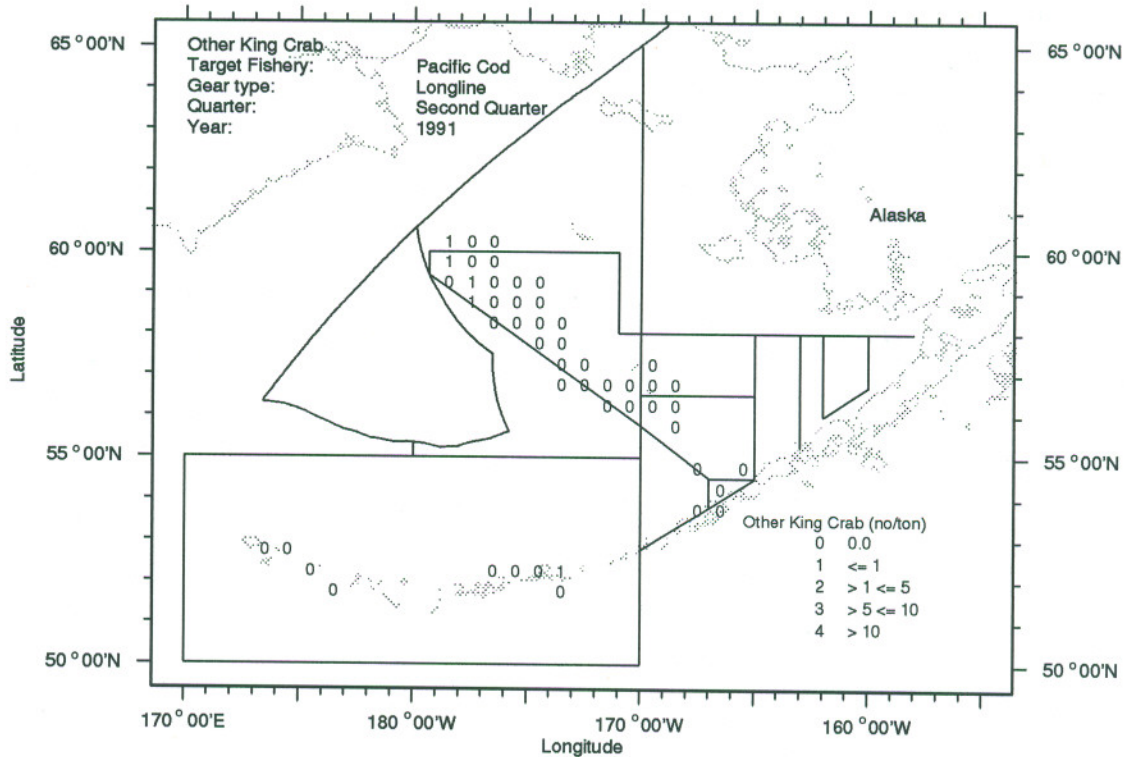 65 °00'N
65 °00'N
Other King Crab
Target Fishery: Pacific Cod
Gear type: Longline
Quarter: Second Quarter
Year: 1991
Alaska
60 °00'N
60 °00'N
1 0 0
1 0 0
0 1 0 0 0
1 0 0 0
0 0 0 0
0 0
0 0 0
0 0 0 0 0 0
0 0 0 0
0
Latitude
55 °00'N
55 °00'N
0 0
0
0 0
Other King Crab (no/ton)
0 0.0
1 <= 1
2 > 1 <= 5
3 > 5 <= 10
4 > 10
0 0
0
0
0 0 0 1
0
50 °00'N
50 °00'N
170 °00'E
180 °00'W
170 °00'W
160 °00'W
Longitude